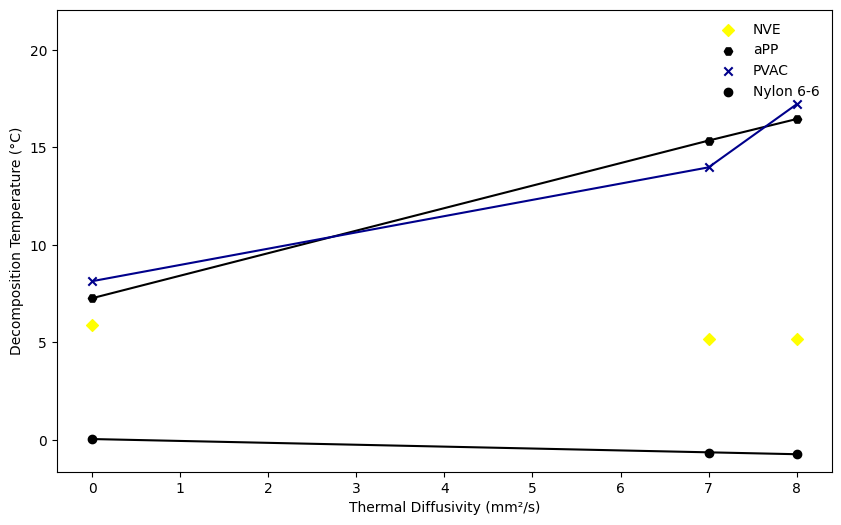 NVE
aPP
PVAC
Nylon 6-6
Decomposition Temperature (°C)
20
15
10
5
0
0 1 2 3 4 5 6 7 8
Thermal Diffusivity (mm²/s)